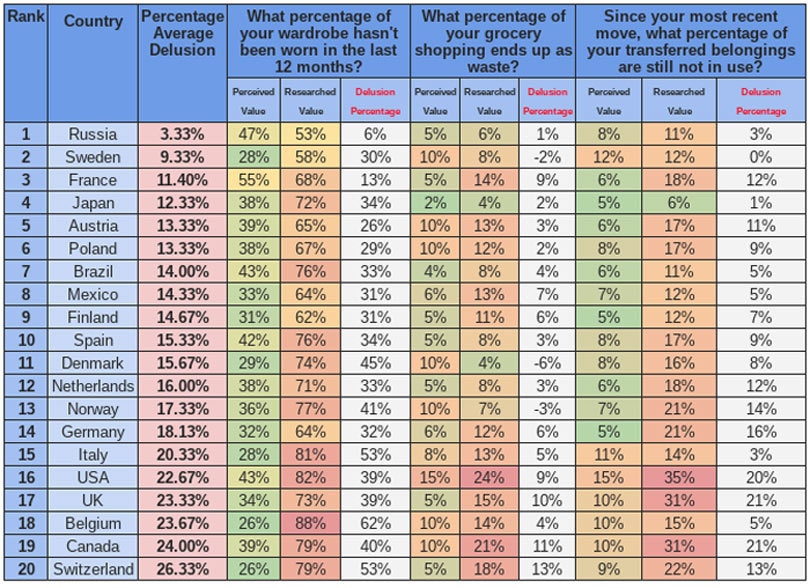 Rank Country Percentage Average Delusion What percentage of your wardrobe hasn't been worn in the last 12 months? What percentage of your grocery shopping ends up as waste? Since your most recent move, what percentage of your transferred belongings are still not in use?
Perceived Value Researched Value Delusion Percentage Perceived Value Researched Value Delusion Percentage Perceived Value Researched Value Delusion Percentage
1 Russia 3.33% 47% 53% 6% 5% 6% 1% 8% 11% 3%
2 Sweden 9.33% 28% 58% 30% 10% 8% -2% 12% 12% 0%
3 France 11.40% 55% 68% 13% 5% 14% 9% 6% 18% 12%
4 Japan 12.33% 38% 72% 34% 2% 4% 2% 5% 6% 1%
5 Austria 13.33% 39% 65% 26% 10% 13% 3% 6% 17% 11%
6 Poland 13.33% 38% 67% 29% 10% 12% 2% 8% 17% 9%
7 Brazil 14.00% 43% 76% 33% 4% 8% 4% 6% 11% 5%
8 Mexico 14.33% 33% 64% 31% 6% 13% 7% 7% 12% 5%
9 Finland 14.67% 31% 62% 31% 5% 11% 6% 5% 12% 7%
10 Spain 15.33% 42% 76% 34% 5% 8% 3% 8% 17% 9%
11 Denmark 15.67% 29% 74% 45% 10% 4% -6% 8% 16% 8%
12 Netherlands 16.00% 38% 71% 33% 5% 8% 3% 6% 18% 12%
13 Norway 17.33% 36% 77% 41% 10% 7% -3% 7% 21% 14%
14 Germany 18.13% 32% 64% 32% 6% 12% 6% 5% 21% 16%
15 Italy 20.33% 28% 81% 53% 8% 13% 5% 11% 14% 3%
16 USA 22.67% 43% 82% 39% 15% 24% 9% 15% 35% 20%
17 UK 23.33% 34% 73% 39% 5% 15% 10% 10% 31% 21%
18 Belgium 23.67% 26% 88% 62% 10% 14% 4% 10% 15% 5%
19 Canada 24.00% 39% 79% 40% 10% 21% 11% 10% 31% 21%
20 Switzerland 26.33% 26% 79% 53% 5% 18% 13% 9% 22% 13%